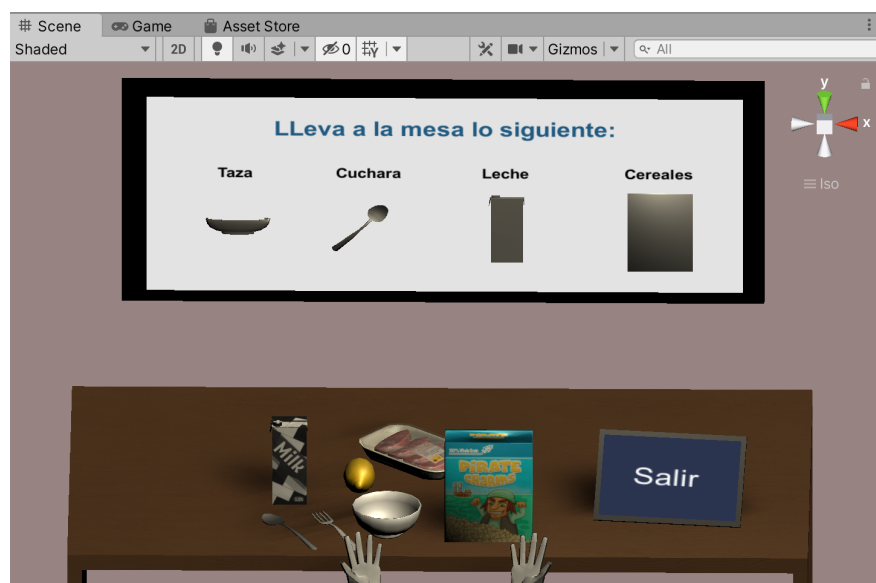 Scene Game Asset Store
Shaded 2D 0 Gizmos All
y
x
Iso
LLeva a la mesa lo siguiente:
Taza Cuchara Leche Cereales
Milk
PIRATE
CHARMS
Salir